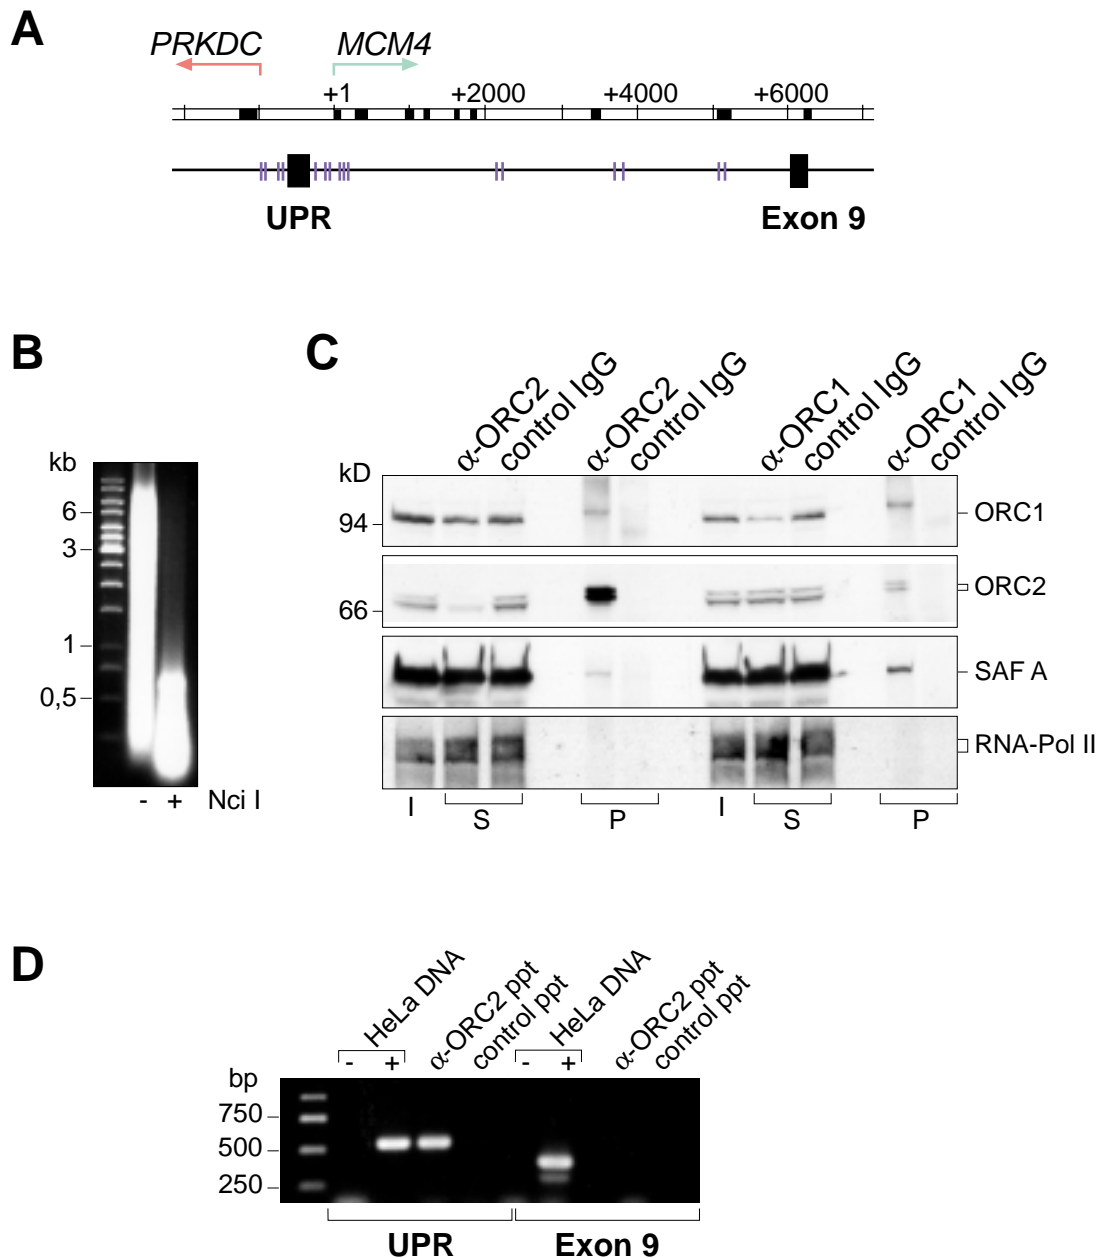 A
PRKDC
MCM4
+1
+2000
+4000
+6000
UPR
Exon 9
B
kb
6
3
1
0,5
- + Nci I
C
α-ORC2
control IgG
α-ORC2
control IgG
α-ORC1
control IgG
α-ORC1
control IgG
kD
94
66
ORC1
ORC2
SAF A
RNA-Pol II
I S P I S P
D
HeLa DNA
α-ORC2 ppt
control ppt
HeLa DNA
α-ORC2 ppt
control ppt
- + - +
bp
750
500
250
UPR
Exon 9